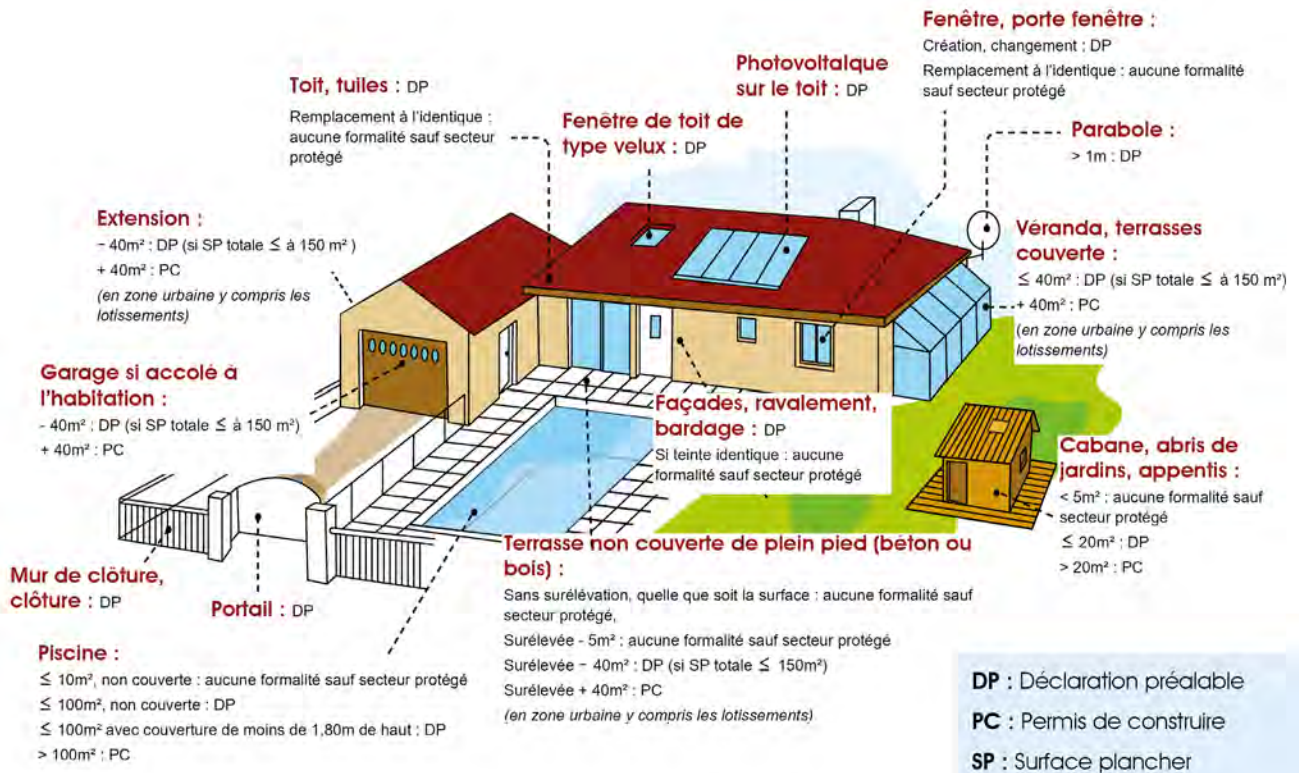 Fenêtre, porte fenêtre :
Création, changement : DP
Remplacement à l'identique : aucune formalité
sauf secteur protégé
Photovoltaïque
sur le toit : DP
Toit, tuiles : DP
Remplacement à l'identique :
aucune formalité sauf secteur
protégé
Fenêtre de toit de
type velux : DP
Parabole :
> 1m : DP
Extension :
– 40m² : DP (si SP totale ≤ à 150 m² )
+ 40m² : PC
(en zone urbaine y compris les
lotissements)
Véranda, terrasses
couverte :
≤ 40m² : DP (si SP totale ≤ à 150 m²)
+ 40m² : PC
(en zone urbaine y compris les
lotissements)
Garage si accolé à
l'habitation :
- 40m² : DP (si SP totale ≤ à 150 m²)
+ 40m² : PC
Façades, ravalement,
bardage : DP
Si teinte identique : aucune
formalité sauf secteur protégé
Cabane, abris de
jardins, appentis :
< 5m² : aucune formalité sauf
secteur protégé
≤ 20m² : DP
> 20m² : PC
Mur de clôture,
clôture : DP
Portail : DP
Terrasse non couverte de plein pied (béton ou
bois) :
Sans surélévation, quelle que soit la surface : aucune formalité sauf
secteur protégé,
Surélevée - 5m² : aucune formalité sauf secteur protégé
Surélevée – 40m² : DP (si SP totale ≤ 150m²)
Surélevée + 40m² : PC
(en zone urbaine y compris les lotissements)
Piscine :
≤ 10m², non couverte : aucune formalité sauf secteur protégé
≤ 100m², non couverte : DP
≤ 100m² avec couverture de moins de 1,80m de haut : DP
> 100m² : PC
DP : Déclaration préalable
PC : Permis de construire
SP : Surface plancher